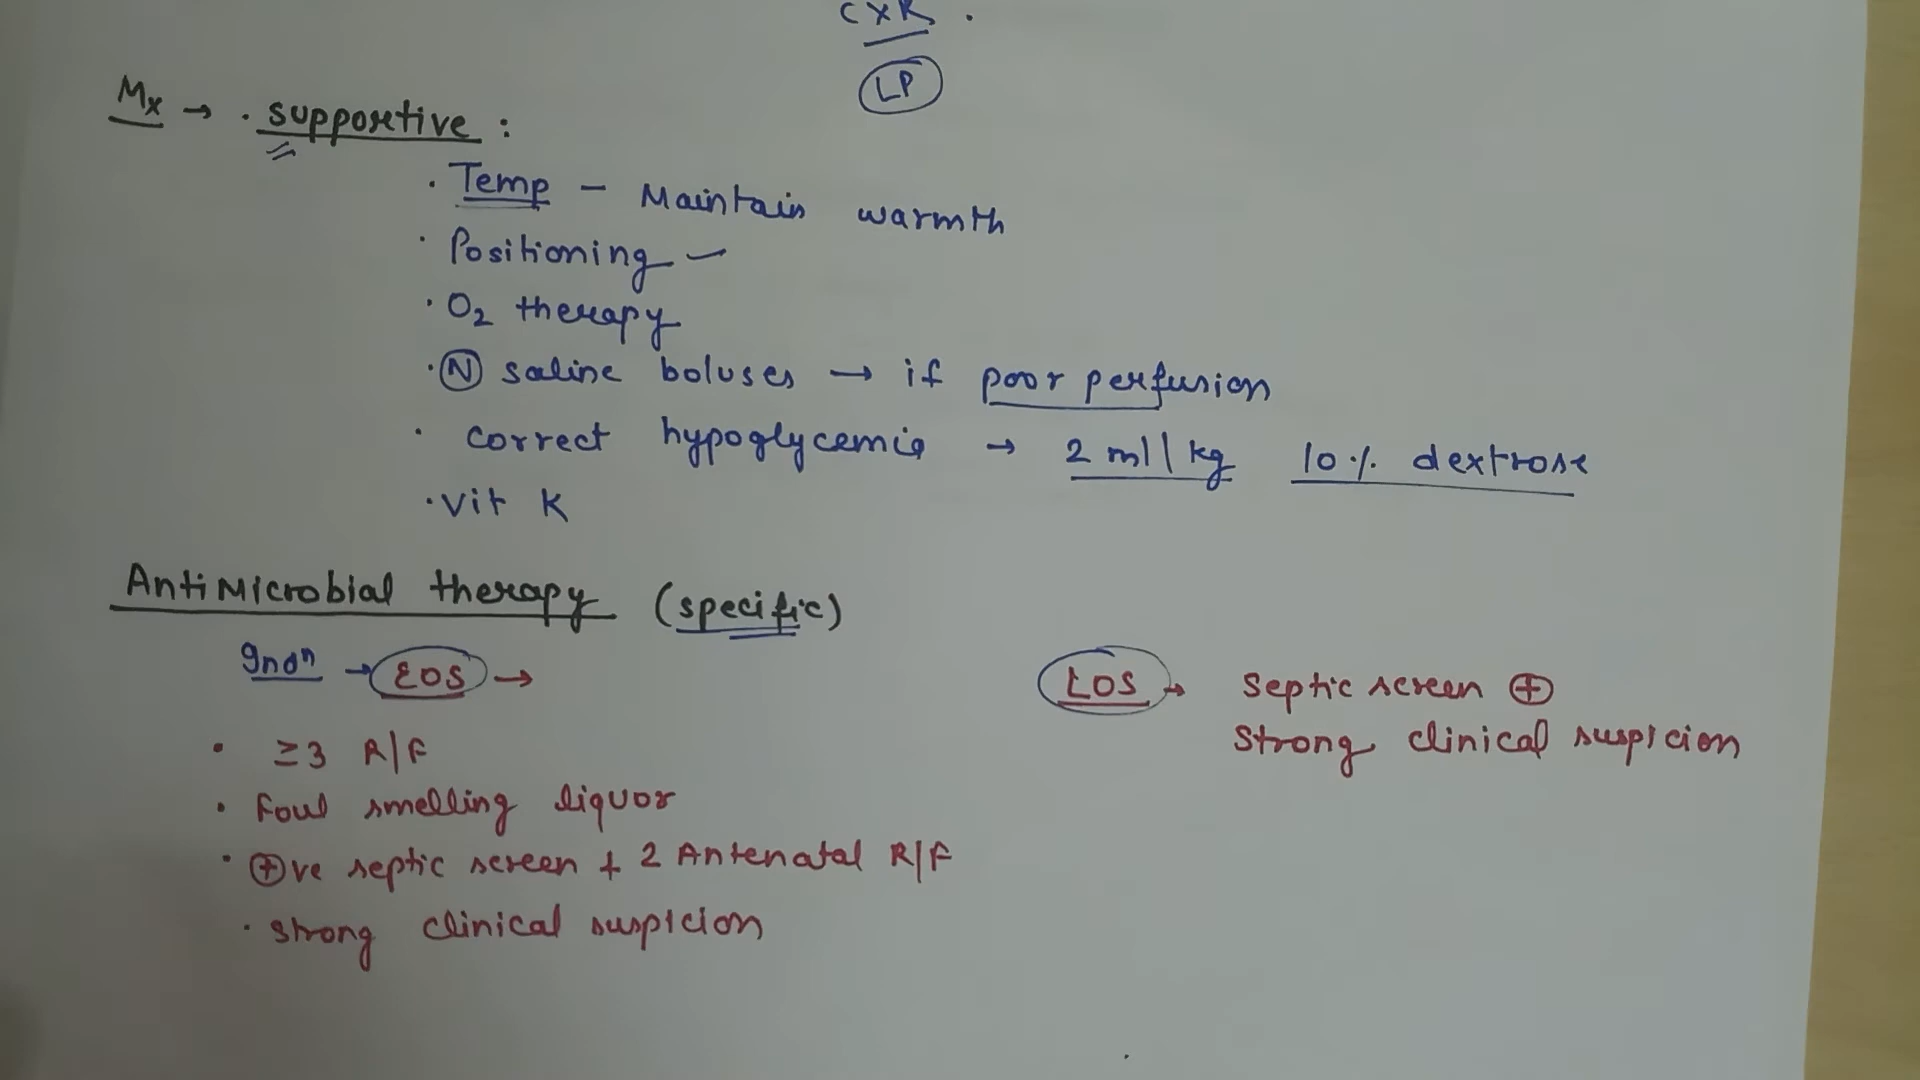 CXR.
LP
Mx → · supportive :
· Temp – Maintain warmth
· Positioning –
· O2 therapy
· (N) saline boluses → if poor perfusion
· correct hypoglycemia → 2 ml/kg 10% dextrose
· vit K
AntiMicrobial therapy (specific)
Indn → EOS →
· ≥3 R/F
· Foul smelling liquor
· ⊕ve septic screen + 2 Antenatal R/F
· strong clinical suspicion
LOS → Septic screen ⊕
Strong clinical suspicion